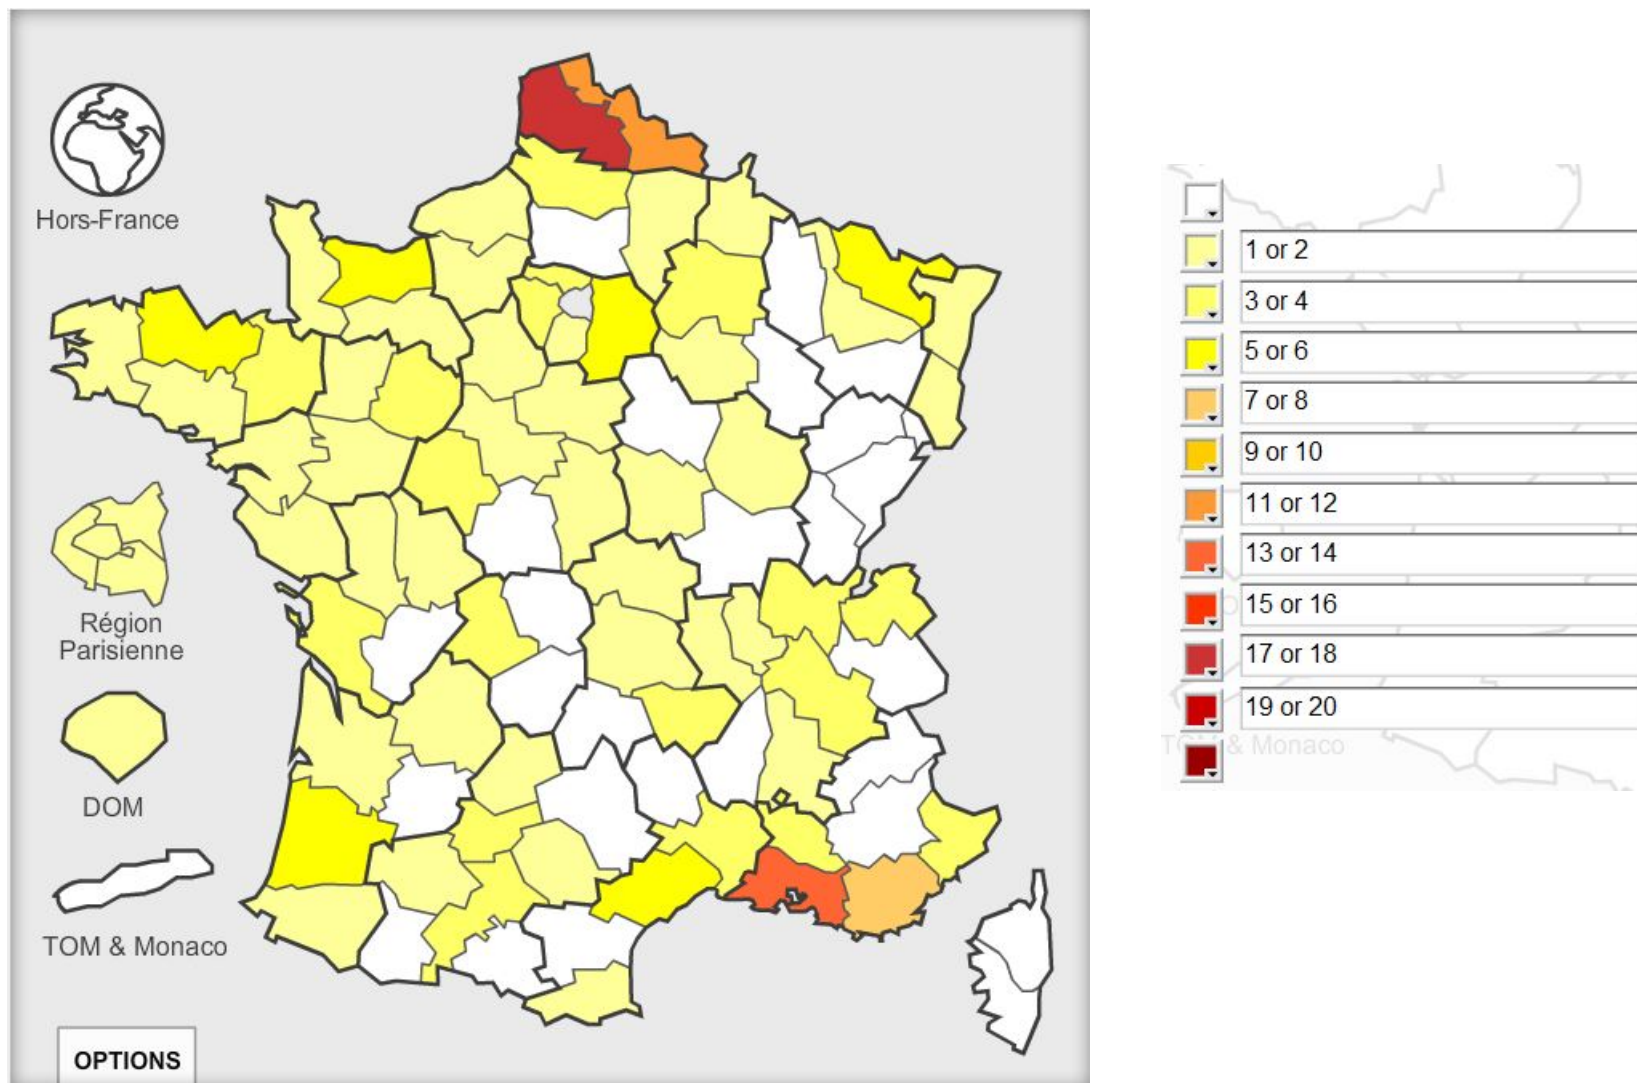 Hors-France
Région
Parisienne
DOM
TOM & Monaco
OPTIONS
1 or 2
3 or 4
5 or 6
7 or 8
9 or 10
11 or 12
13 or 14
15 or 16
17 or 18
19 or 20
& Monaco